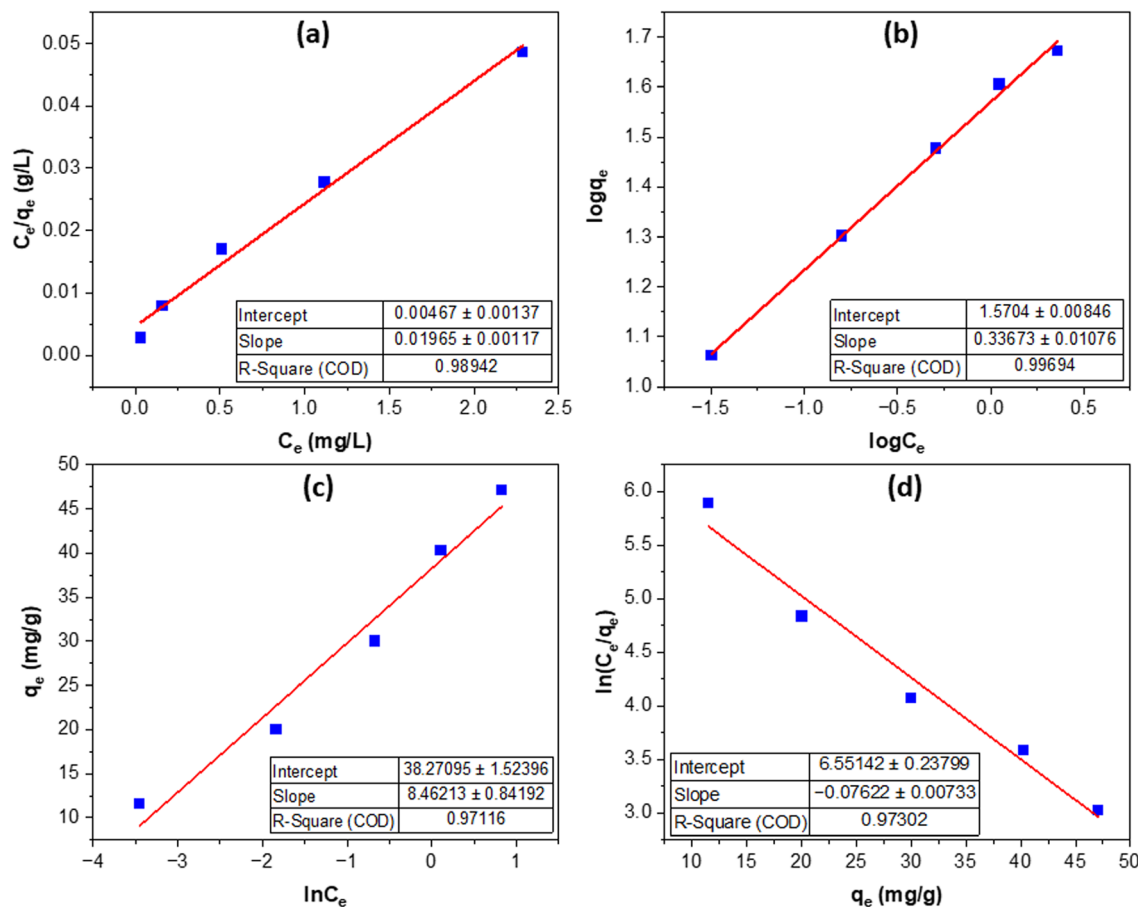 (a)
0.05
0.04
0.03
0.02
0.01
0.00
Ce/qe (g/L)
Intercept 0.00467 ± 0.00137
Slope 0.01965 ± 0.00117
R-Square (COD) 0.98942
0.0 0.5 1.0 1.5 2.0 2.5
Ce (mg/L)
(b)
1.7
1.6
1.5
1.4
1.3
1.2
1.1
1.0
logqe
Intercept 1.5704 ± 0.00846
Slope 0.33673 ± 0.01076
R-Square (COD) 0.99694
−1.5 −1.0 −0.5 0.0 0.5
logCe
(c)
50
45
40
35
30
25
20
15
10
qe (mg/g)
Intercept 38.27095 ± 1.52396
Slope 8.46213 ± 0.84192
R-Square (COD) 0.97116
−4 −3 −2 −1 0 1
lnCe
(d)
6.0
5.5
5.0
4.5
4.0
3.5
3.0
ln(Ce/qe)
Intercept 6.55142 ± 0.23799
Slope −0.07622 ± 0.00733
R-Square (COD) 0.97302
10 15 20 25 30 35 40 45 50
qe (mg/g)